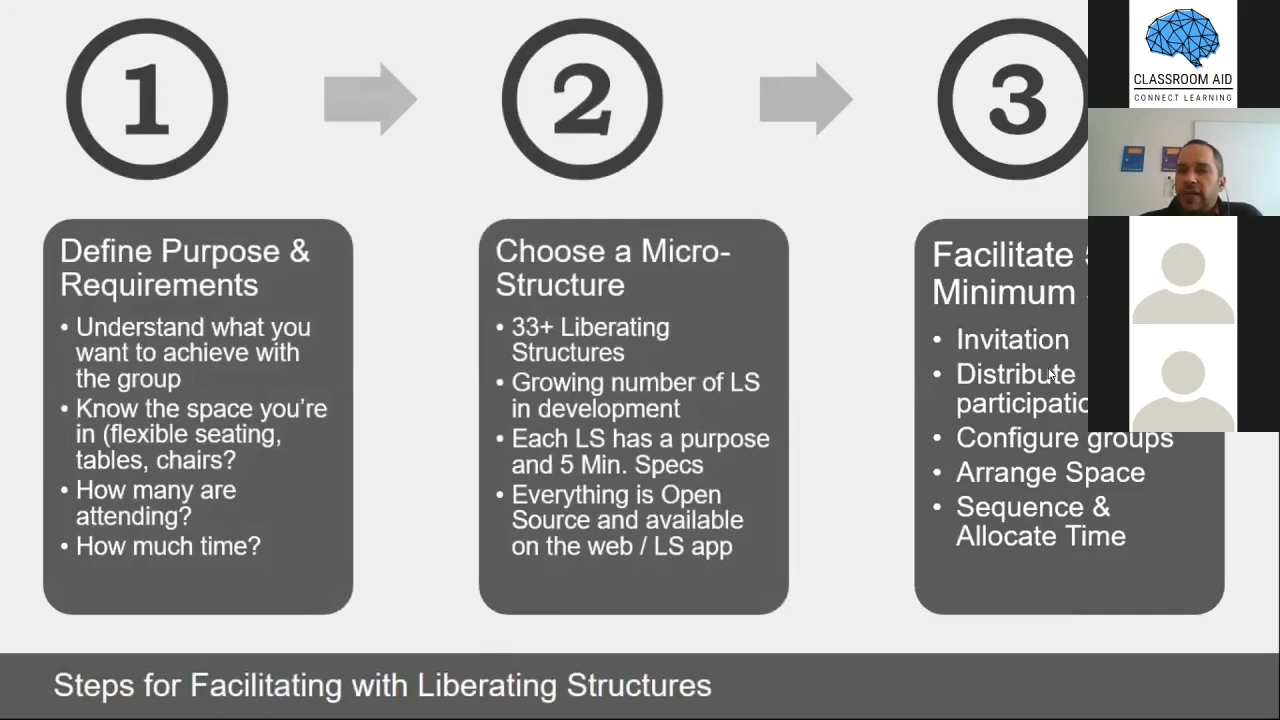 1
2
3
Define Purpose &
Requirements
• Understand what you
want to achieve with
the group
• Know the space you're
in (flexible seating,
tables, chairs?
• How many are
attending?
• How much time?
Choose a Micro-
Structure
• 33+ Liberating
Structures
• Growing number of LS
in development
• Each LS has a purpose
and 5 Min. Specs
• Everything is Open
Source and available
on the web / LS app
Facilitate
Minimum
• Invitation
• Distribute
• Configure groups
• Arrange Space
• Sequence &
Allocate Time
Steps for Facilitating with Liberating Structures
CLASSROOM AID
CONNECT LEARNING